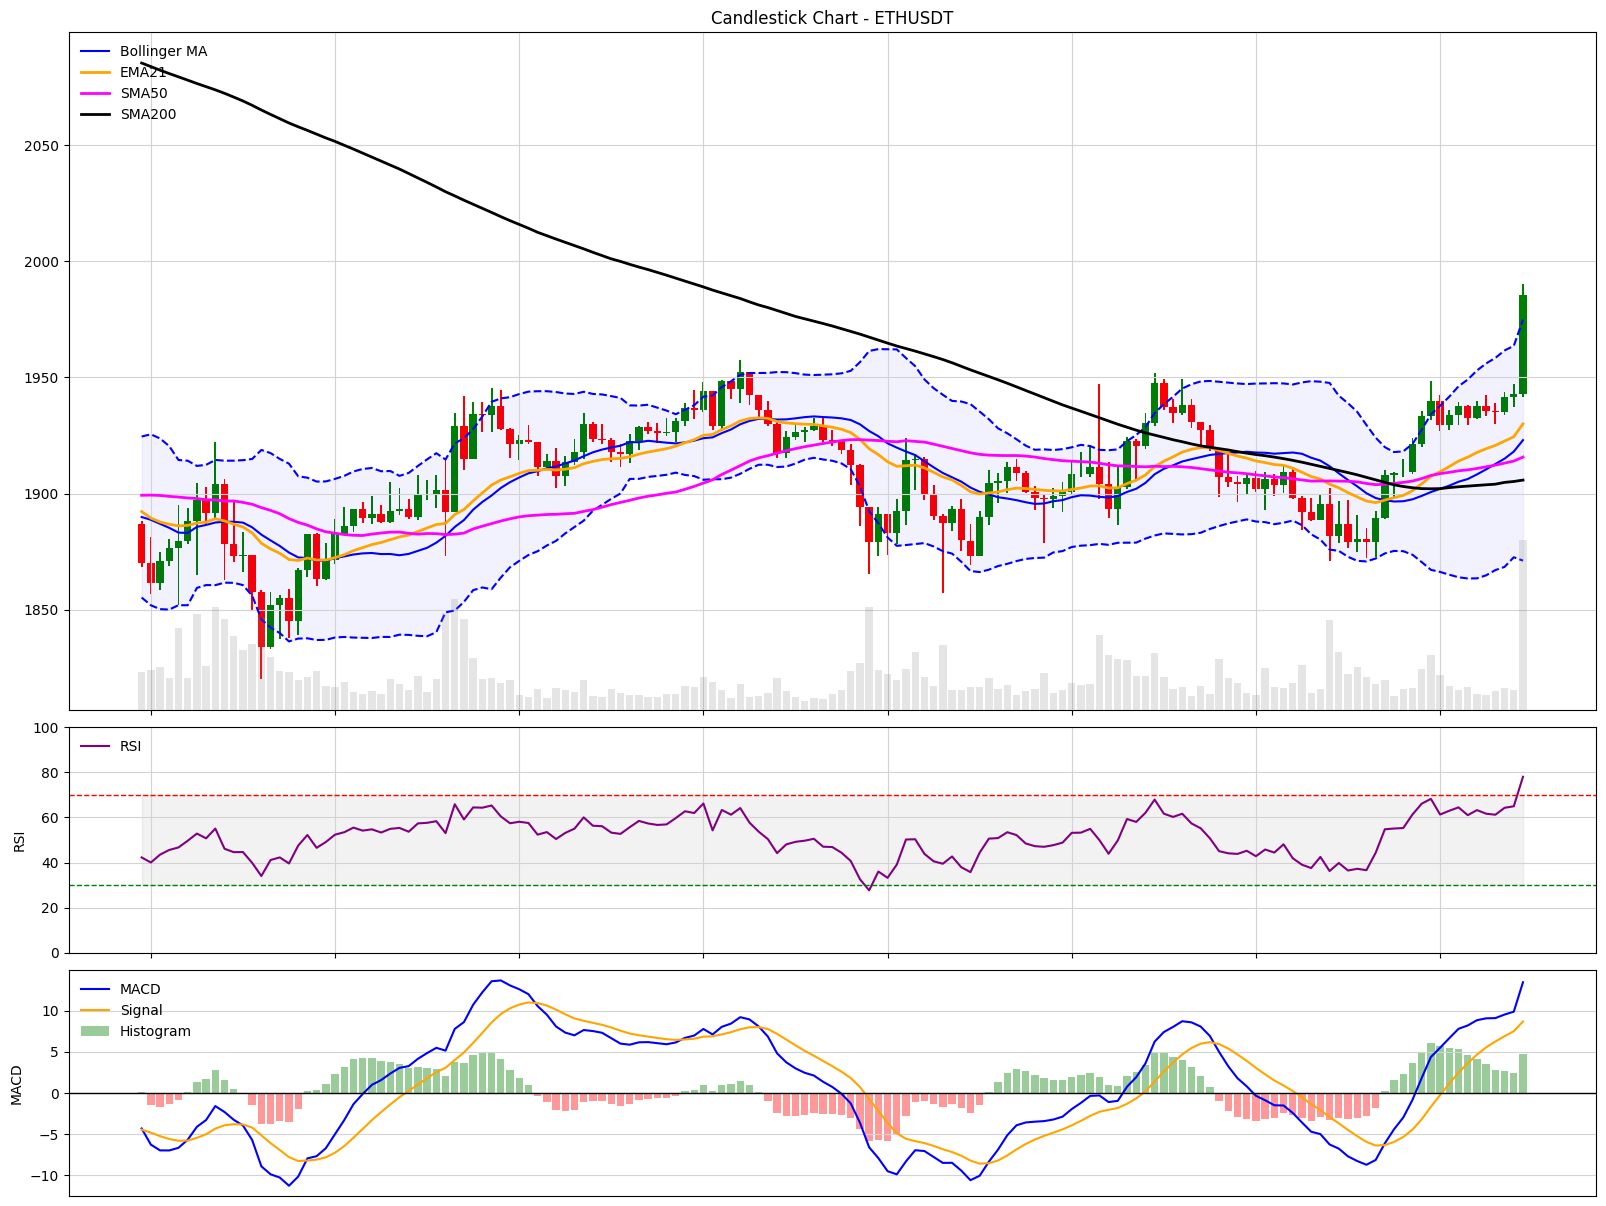 Candlestick Chart - ETHUSDT
Bollinger MA
EMA21
SMA50
SMA200
2050
2000
1950
1900
1850
RSI
100
80
60
40
20
0
RSI
MACD
Signal
Histogram
10
5
0
−5
−10
MACD